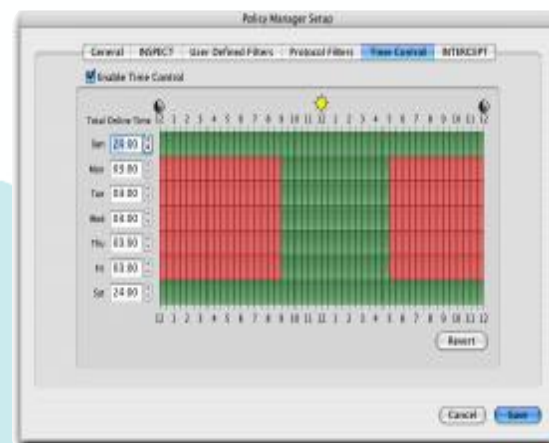 Policy Manager Setup
General INSPECT User Defined Filters Protocol Filters Time Control INTERCEPT
Enable Time Control
Total Online Time 12 1 2 3 4 5 6 7 8 9 10 11 12 1 2 3 4 5 6 7 8 9 10 11 12
Sun
Mon
Tue
Wed
Thu
Fri
Sat 24:00
12 1 2 3 4 5 6 7 8 9 10 11 12 1 2 3 4 5 6 7 8 9 10 11 12
Revert
Cancel Save